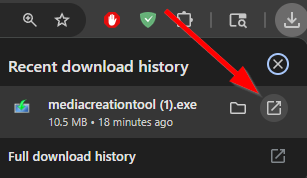 Recent download history
mediacreationtool (1).exe
10.5 MB • 18 minutes ago
Full download history